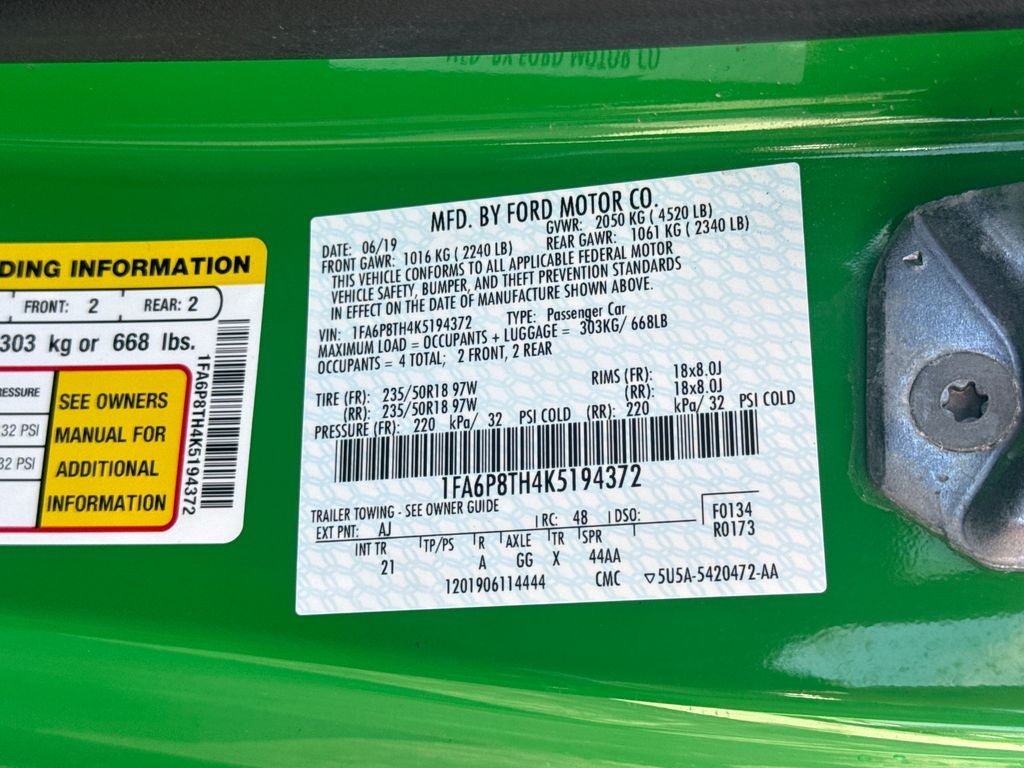 MFD. BY FORD MOTOR CO
DING INFORMATION
FRONT: 2 REAR: 2
303 kg or 668 lbs.
RESSURE
32 PSI
32 PSI
SEE OWNERS
MANUAL FOR
ADDITIONAL
INFORMATION
1FA6P8TH4K5194372
MFD. BY FORD MOTOR CO.
DATE: 06/19 GVWR: 2050 KG ( 4520 LB)
FRONT GAWR: 1016 KG ( 2240 LB) REAR GAWR: 1061 KG ( 2340 LB)
THIS VEHICLE CONFORMS TO ALL APPLICABLE FEDERAL MOTOR
VEHICLE SAFETY, BUMPER, AND THEFT PREVENTION STANDARDS
IN EFFECT ON THE DATE OF MANUFACTURE SHOWN ABOVE.
VIN: 1FA6P8TH4K5194372 TYPE: Passenger Car
MAXIMUM LOAD = OCCUPANTS + LUGGAGE = 303KG/ 668LB
OCCUPANTS = 4 TOTAL; 2 FRONT, 2 REAR
TIRE (FR): 235/50R18 97W RIMS (FR): 18x8.0J
(RR): 235/50R18 97W (RR): 18x8.0J
PRESSURE (FR): 220 kPa/ 32 PSI COLD (RR): 220 kPa/ 32 PSI COLD
1FA6P8TH4K5194372
TRAILER TOWING - SEE OWNER GUIDE
EXT PNT: AJ RC: 48 DSO: F0134
R0173
INT TR TP/PS R AXLE TR SPR
21 A GG X 44AA
1201906114444 CMC ▽5U5A-5420472-AA